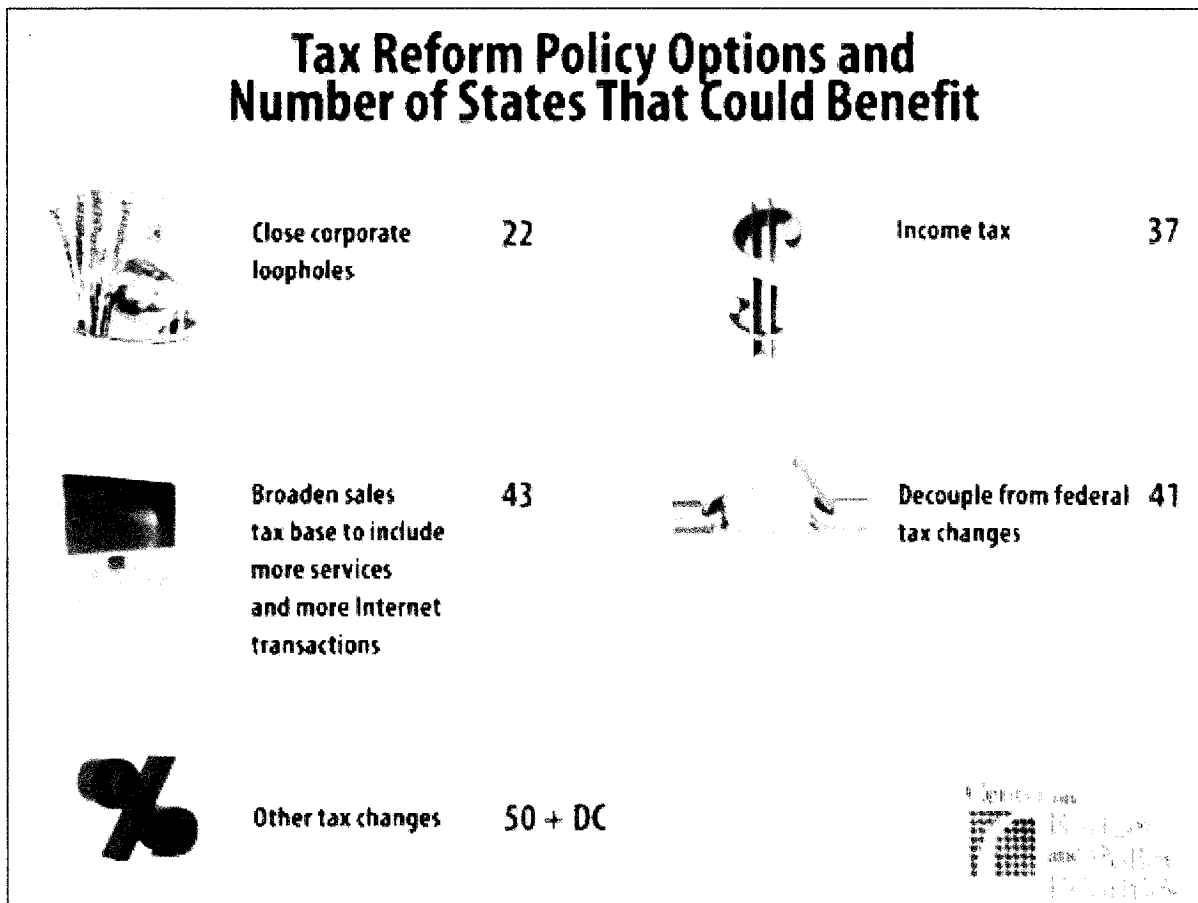 Tax Reform Policy Options and
Number of States That Could Benefit
Close corporate
loopholes
22
Income tax
37
Broaden sales
tax base to include
more services
and more Internet
transactions
43
Decouple from federal
tax changes
41
Other tax changes
50 + DC
Center on